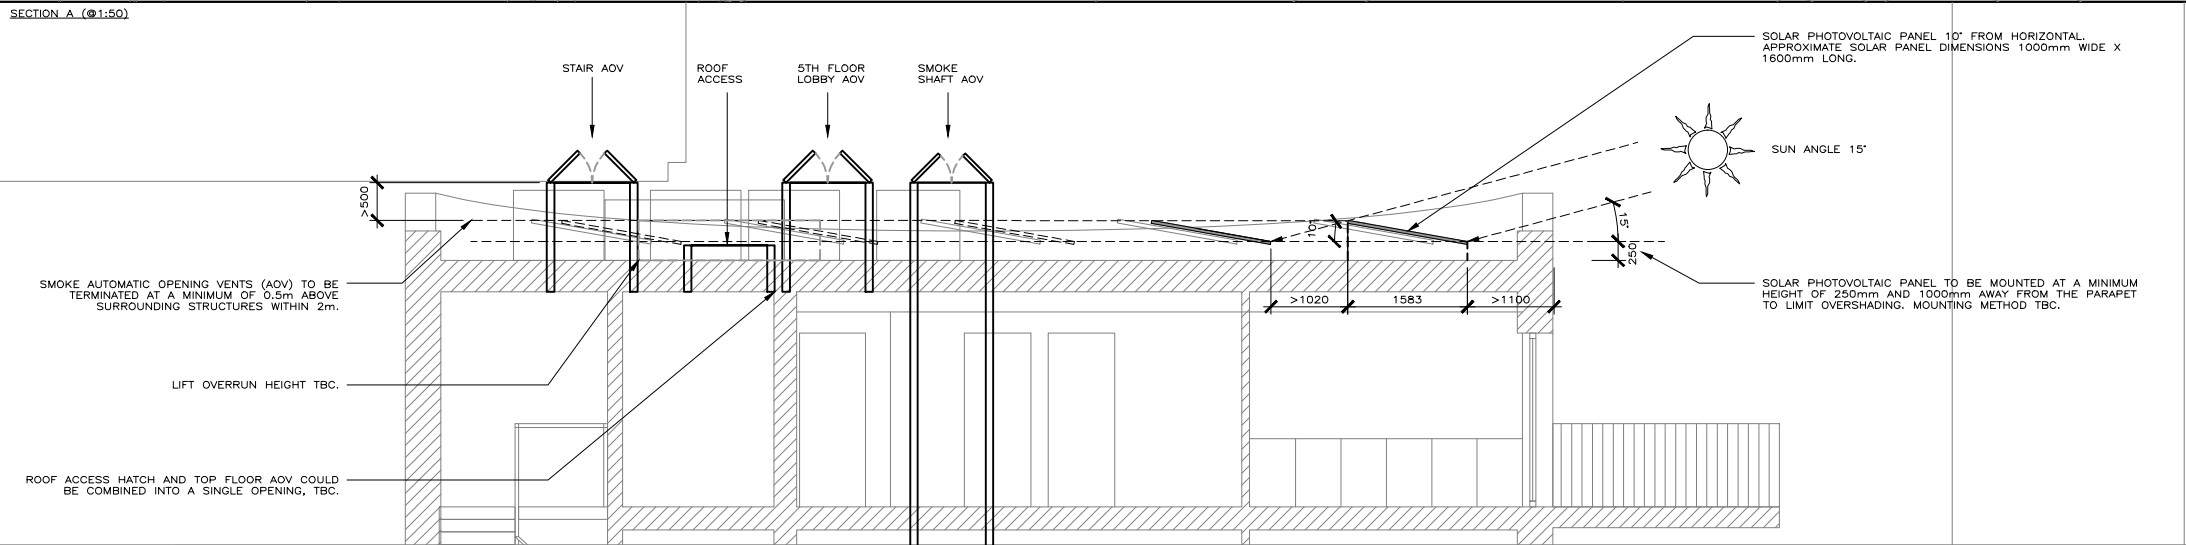 SECTION A (@1:50)
STAIR AOV
ROOF
ACCESS
5TH FLOOR
LOBBY AOV
SMOKE
SHAFT AOV
SOLAR PHOTOVOLTAIC PANEL 10° FROM HORIZONTAL.
APPROXIMATE SOLAR PANEL DIMENSIONS 1000mm WIDE X
1600mm LONG.
SUN ANGLE 15°
>500
10°
15°
250
SMOKE AUTOMATIC OPENING VENTS (AOV) TO BE
TERMINATED AT A MINIMUM OF 0.5m ABOVE
SURROUNDING STRUCTURES WITHIN 2m.
>1020
1583
>1100
SOLAR PHOTOVOLTAIC PANEL TO BE MOUNTED AT A MINIMUM
HEIGHT OF 250mm AND 1000mm AWAY FROM THE PARAPET
TO LIMIT OVERSHADING. MOUNTING METHOD TBC.
LIFT OVERRUN HEIGHT TBC.
ROOF ACCESS HATCH AND TOP FLOOR AOV COULD
BE COMBINED INTO A SINGLE OPENING, TBC.